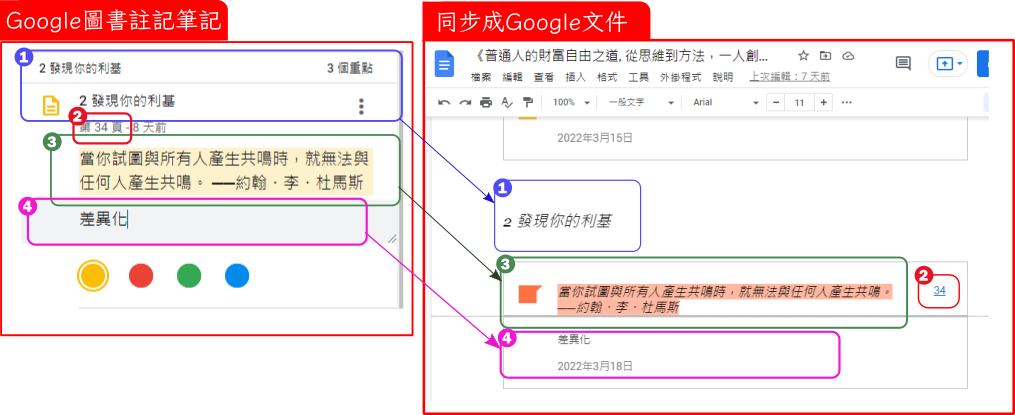 Google圖書註記筆記
1
2 發現你的利基
3 個重點
2 發現你的利基
2
第 34 頁 - 8 天前
3
當你試圖與所有人產生共鳴時，就無法與
任何人產生共鳴。 ──約翰．李．杜馬斯
4
差異化
同步成Google文件
《普通人的財富自由之道, 從思維到方法，一人創...
檔案 編輯 查看 插入 格式 工具 外掛程式 說明 上次編輯：7 天前
100% 一般文字 Arial 11
2022年3月15日
1
2 發現你的利基
3
當你試圖與所有人產生共鳴時，就無法與任何人產生共鳴。
──約翰．李．杜馬斯
2
34
4
差異化
2022年3月18日